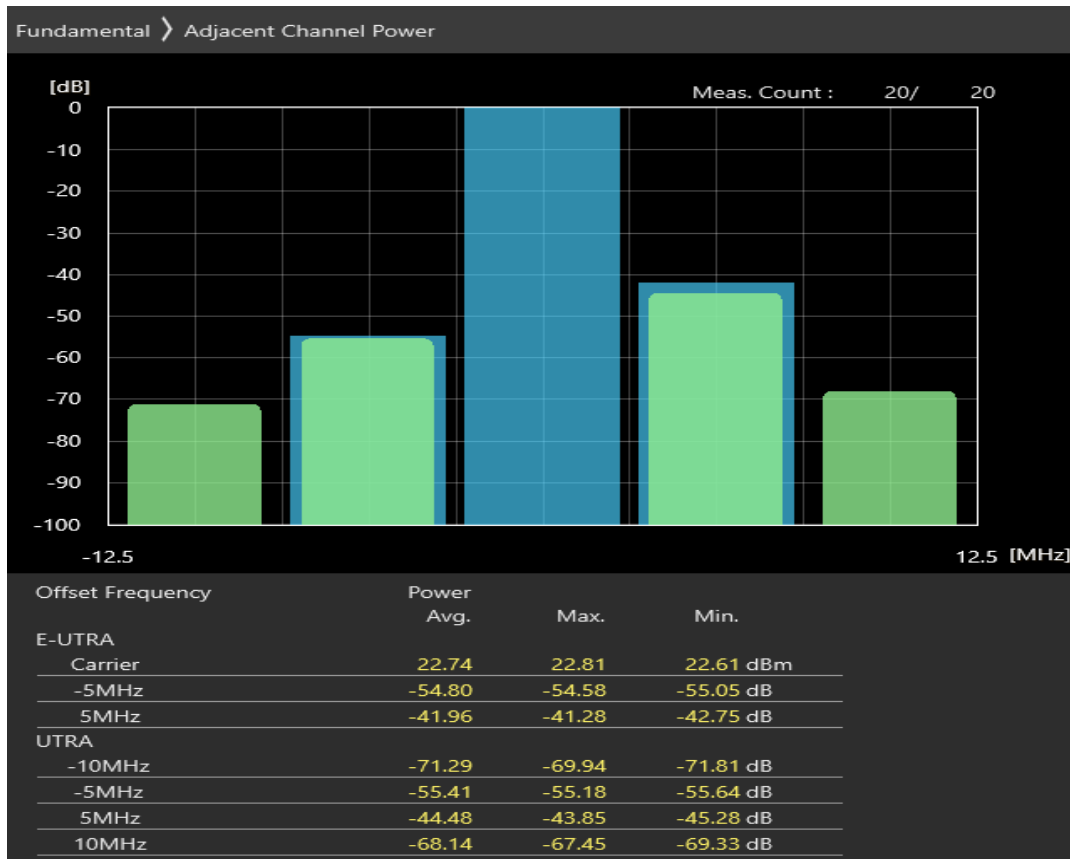 Fundamental ❯ Adjacent Channel Power
[dB]
Meas. Count : 20/ 20
0
-10
-20
-30
-40
-50
-60
-70
-80
-90
-100
-12.5 12.5 [MHz]
Offset Frequency Power
Avg. Max. Min.
E-UTRA
Carrier 22.74 22.81 22.61 dBm
-5MHz -54.80 -54.58 -55.05 dB
5MHz -41.96 -41.28 -42.75 dB
UTRA
-10MHz -71.29 -69.94 -71.81 dB
-5MHz -55.41 -55.18 -55.64 dB
5MHz -44.48 -43.85 -45.28 dB
10MHz -68.14 -67.45 -69.33 dB